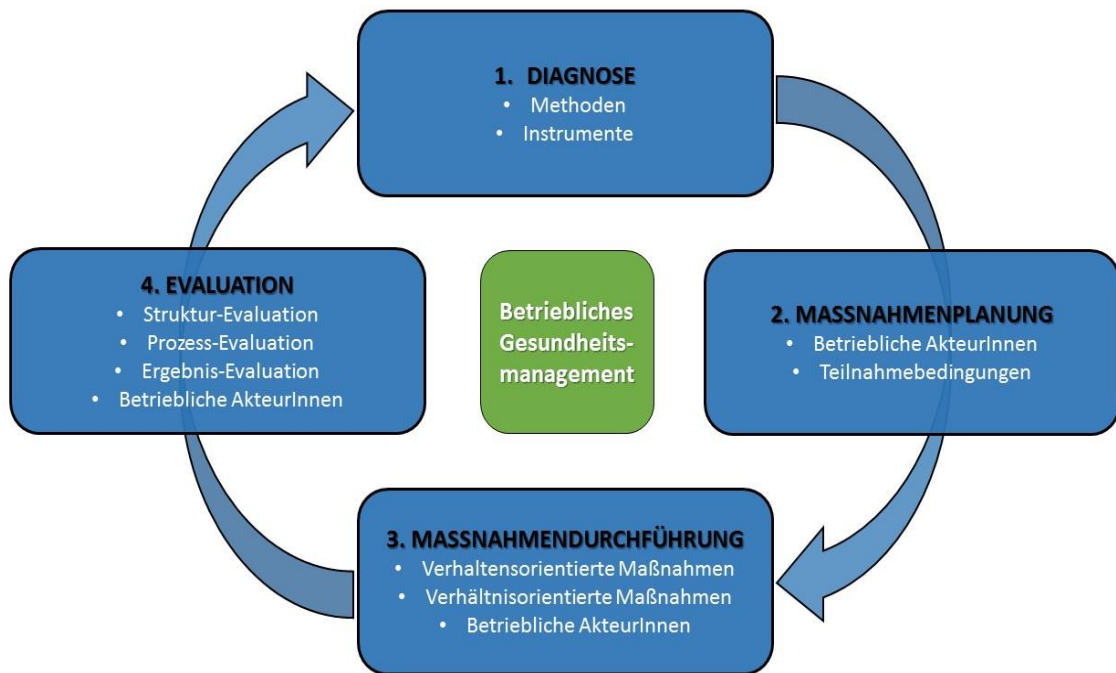 1. DIAGNOSE
• Methoden
• Instrumente
2. MASSNAHMENPLANUNG
• Betriebliche AkteurInnen
• Teilnahmebedingungen
3. MASSNAHMENDURCHFÜHRUNG
• Verhaltensorientierte Maßnahmen
• Verhältnisorientierte Maßnahmen
• Betriebliche AkteurInnen
4. EVALUATION
• Struktur-Evaluation
• Prozess-Evaluation
• Ergebnis-Evaluation
• Betriebliche AkteurInnen
Betriebliches
Gesundheits-
management